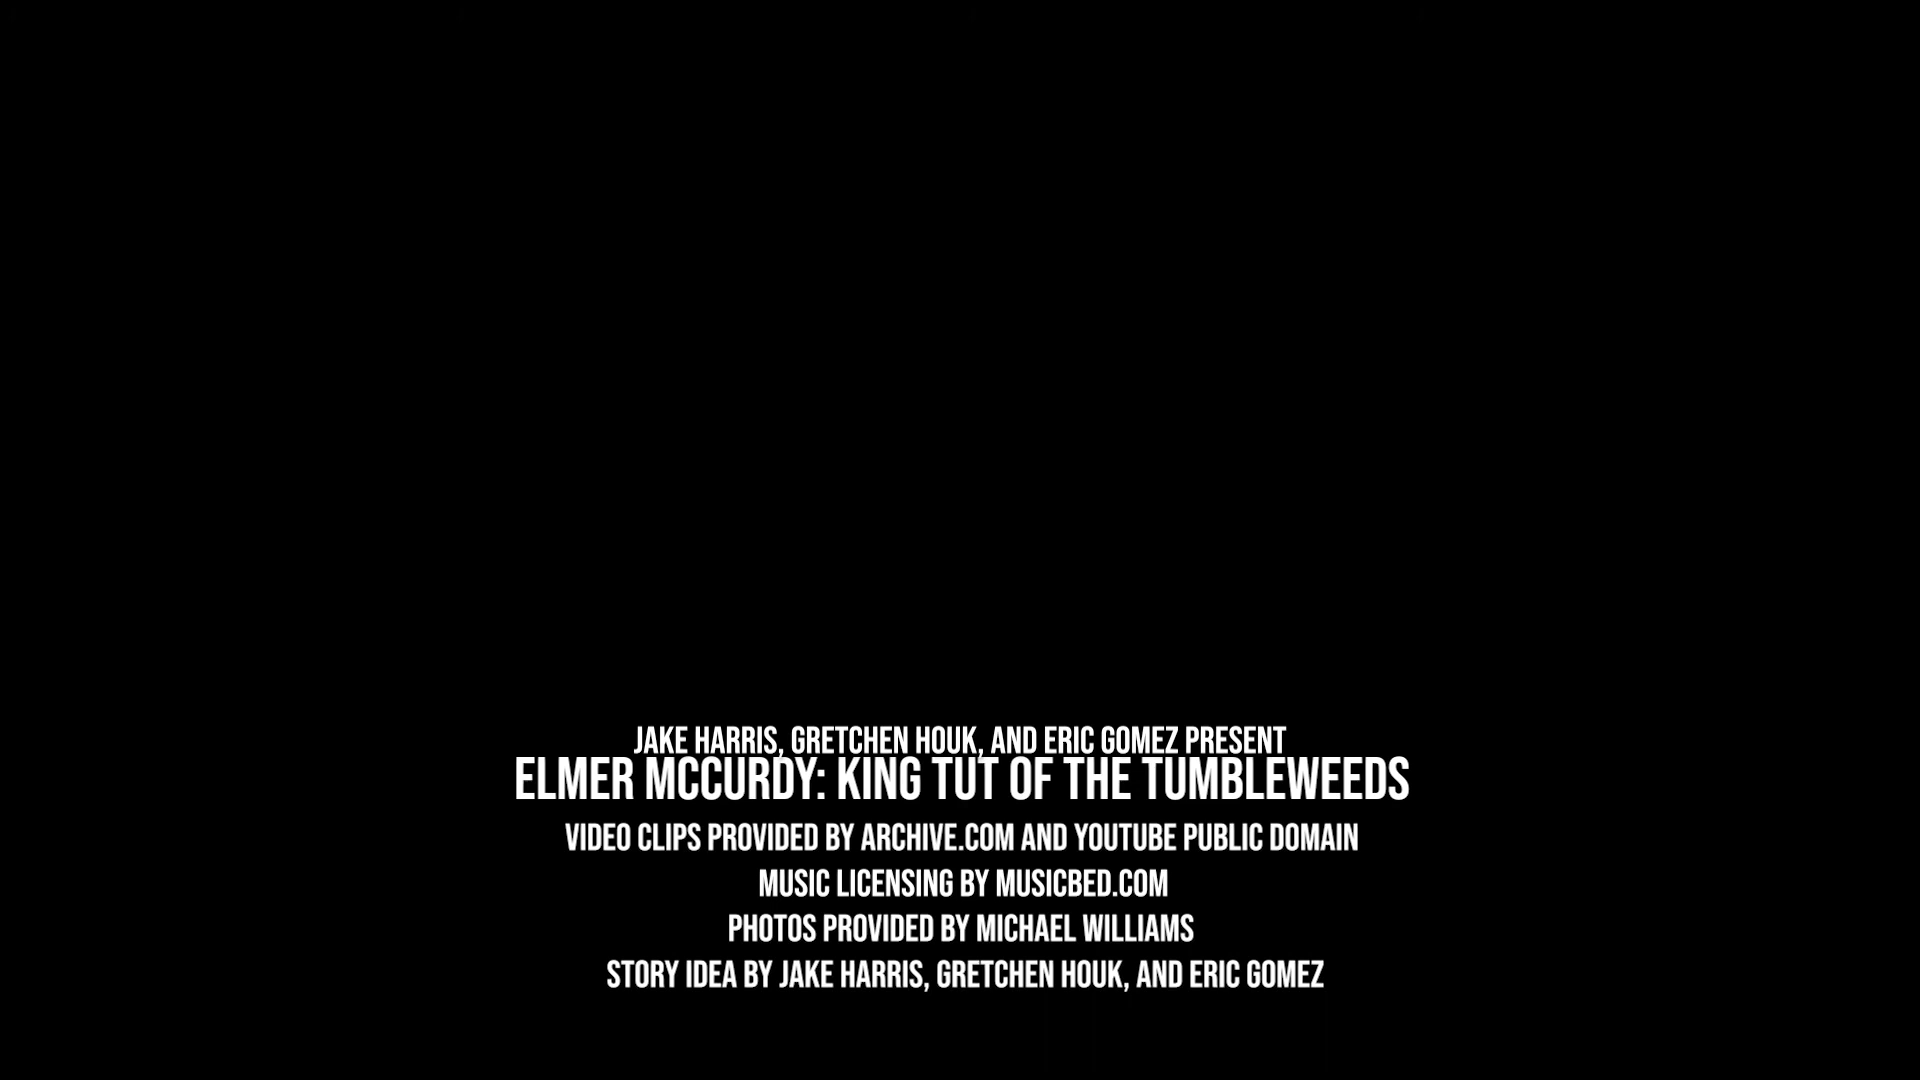 JAKE HARRIS, GRETCHEN HOUK, AND ERIC GOMEZ PRESENT
ELMER MCCURDY: KING TUT OF THE TUMBLEWEEDS
VIDEO CLIPS PROVIDED BY ARCHIVE.COM AND YOUTUBE PUBLIC DOMAIN
MUSIC LICENSING BY MUSICBED.COM
PHOTOS PROVIDED BY MICHAEL WILLIAMS
STORY IDEA BY JAKE HARRIS, GRETCHEN HOUK, AND ERIC GOMEZ